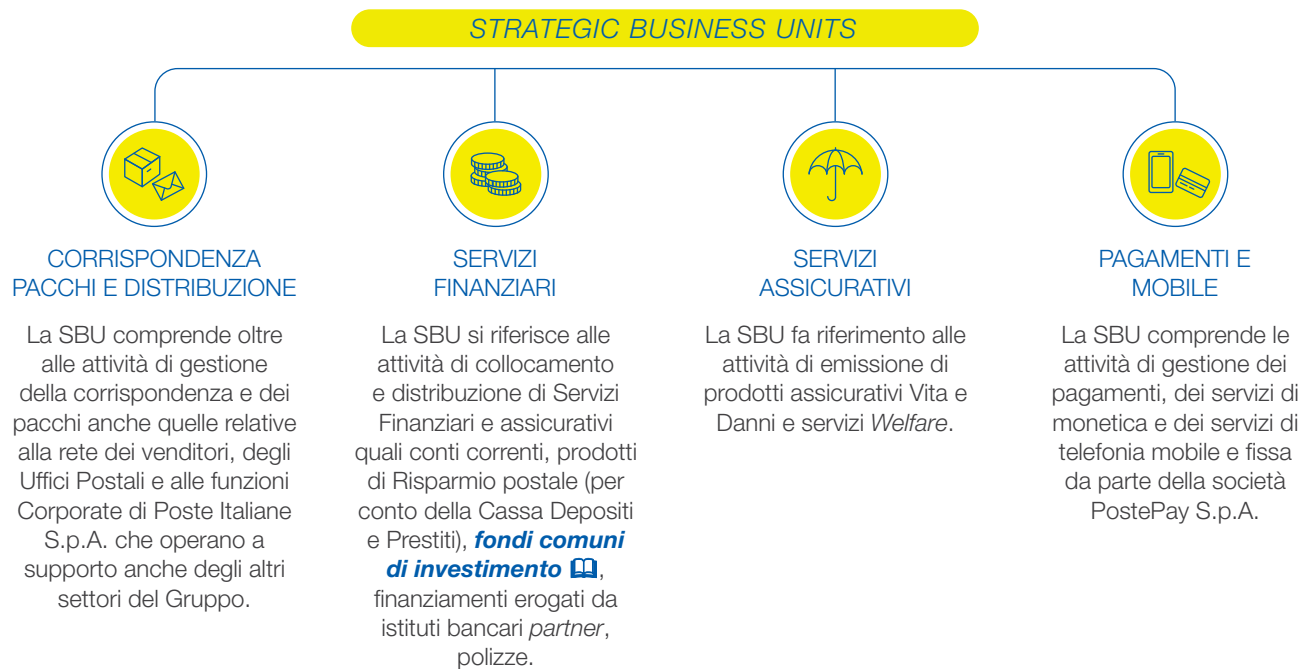 STRATEGIC BUSINESS UNITS
CORRISPONDENZA
PACCHI E DISTRIBUZIONE
La SBU comprende oltre
alle attività di gestione
della corrispondenza e dei
pacchi anche quelle relative
alla rete dei venditori, degli
Uffici Postali e alle funzioni
Corporate di Poste Italiane
S.p.A. che operano a
supporto anche degli altri
settori del Gruppo.
SERVIZI
FINANZIARI
La SBU si riferisce alle
attività di collocamento
e distribuzione di Servizi
Finanziari e assicurativi
quali conti correnti, prodotti
di Risparmio postale (per
conto della Cassa Depositi
e Prestiti), fondi comuni
di investimento,
finanziamenti erogati da
istituti bancari partner,
polizze.
SERVIZI
ASSICURATIVI
La SBU fa riferimento alle
attività di emissione di
prodotti assicurativi Vita e
Danni e servizi Welfare.
PAGAMENTI E
MOBILE
La SBU comprende le
attività di gestione dei
pagamenti, dei servizi di
monetica e dei servizi di
telefonia mobile e fissa
da parte della società
PostePay S.p.A.